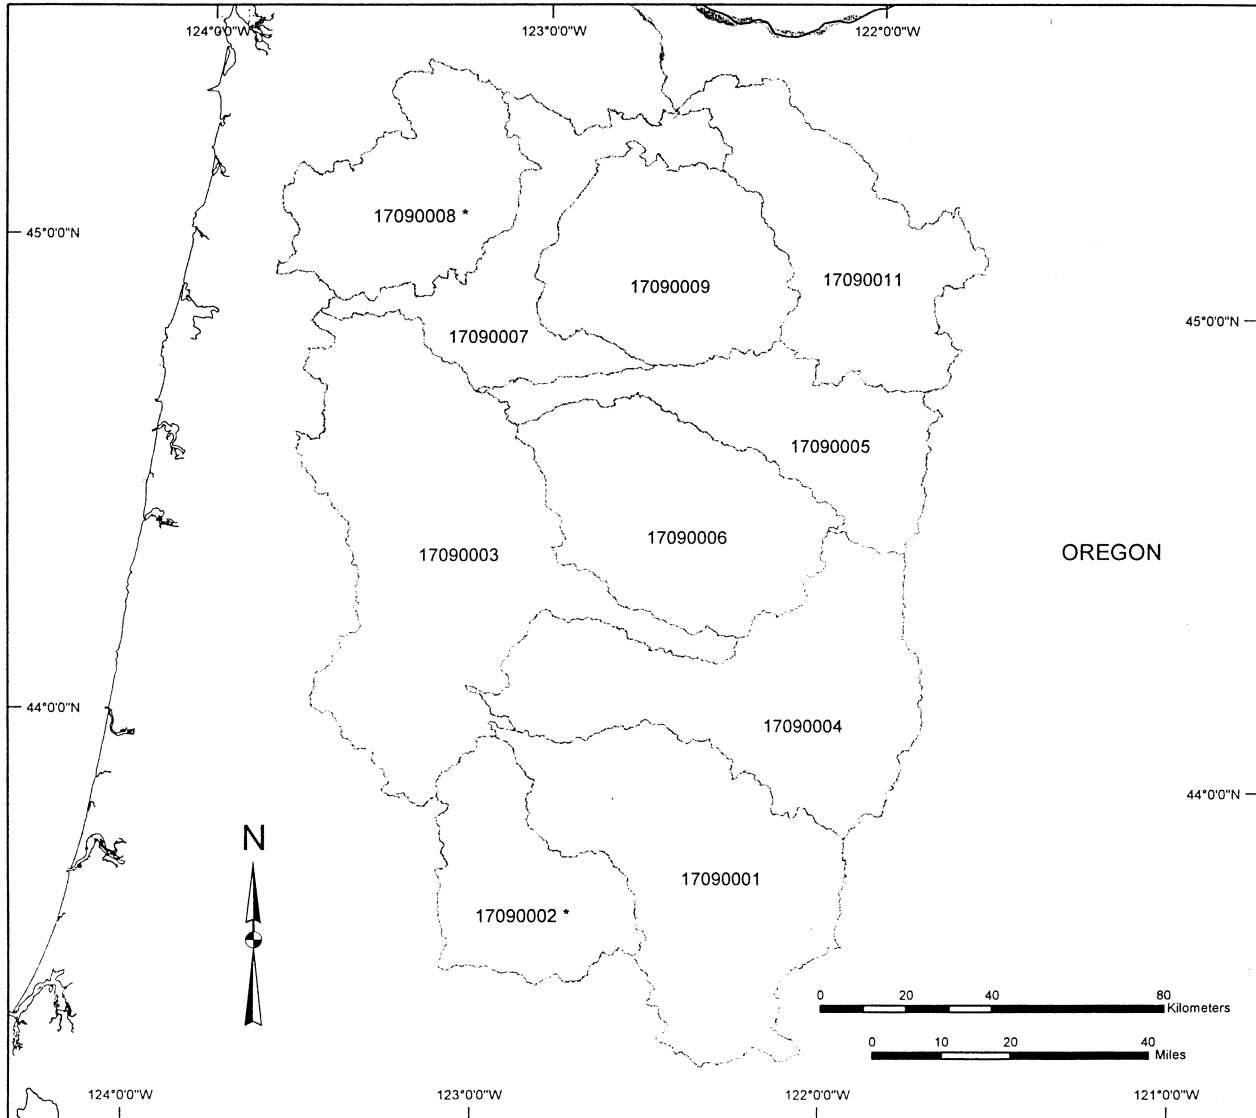 124°0'0"W 123°0'0"W 122°0'0"W
17090008 *
45°0'0"N
17090011
17090009
45°0'0"N
17090007
17090005
17090006
17090003
OREGON
44°0'0"N
17090004
44°0'0"N
N
17090001
17090002 *
0 20 40 80
Kilometers
0 10 20 40
Miles
124°0'0"W 123°0'0"W 122°0'0"W 121°0'0"W